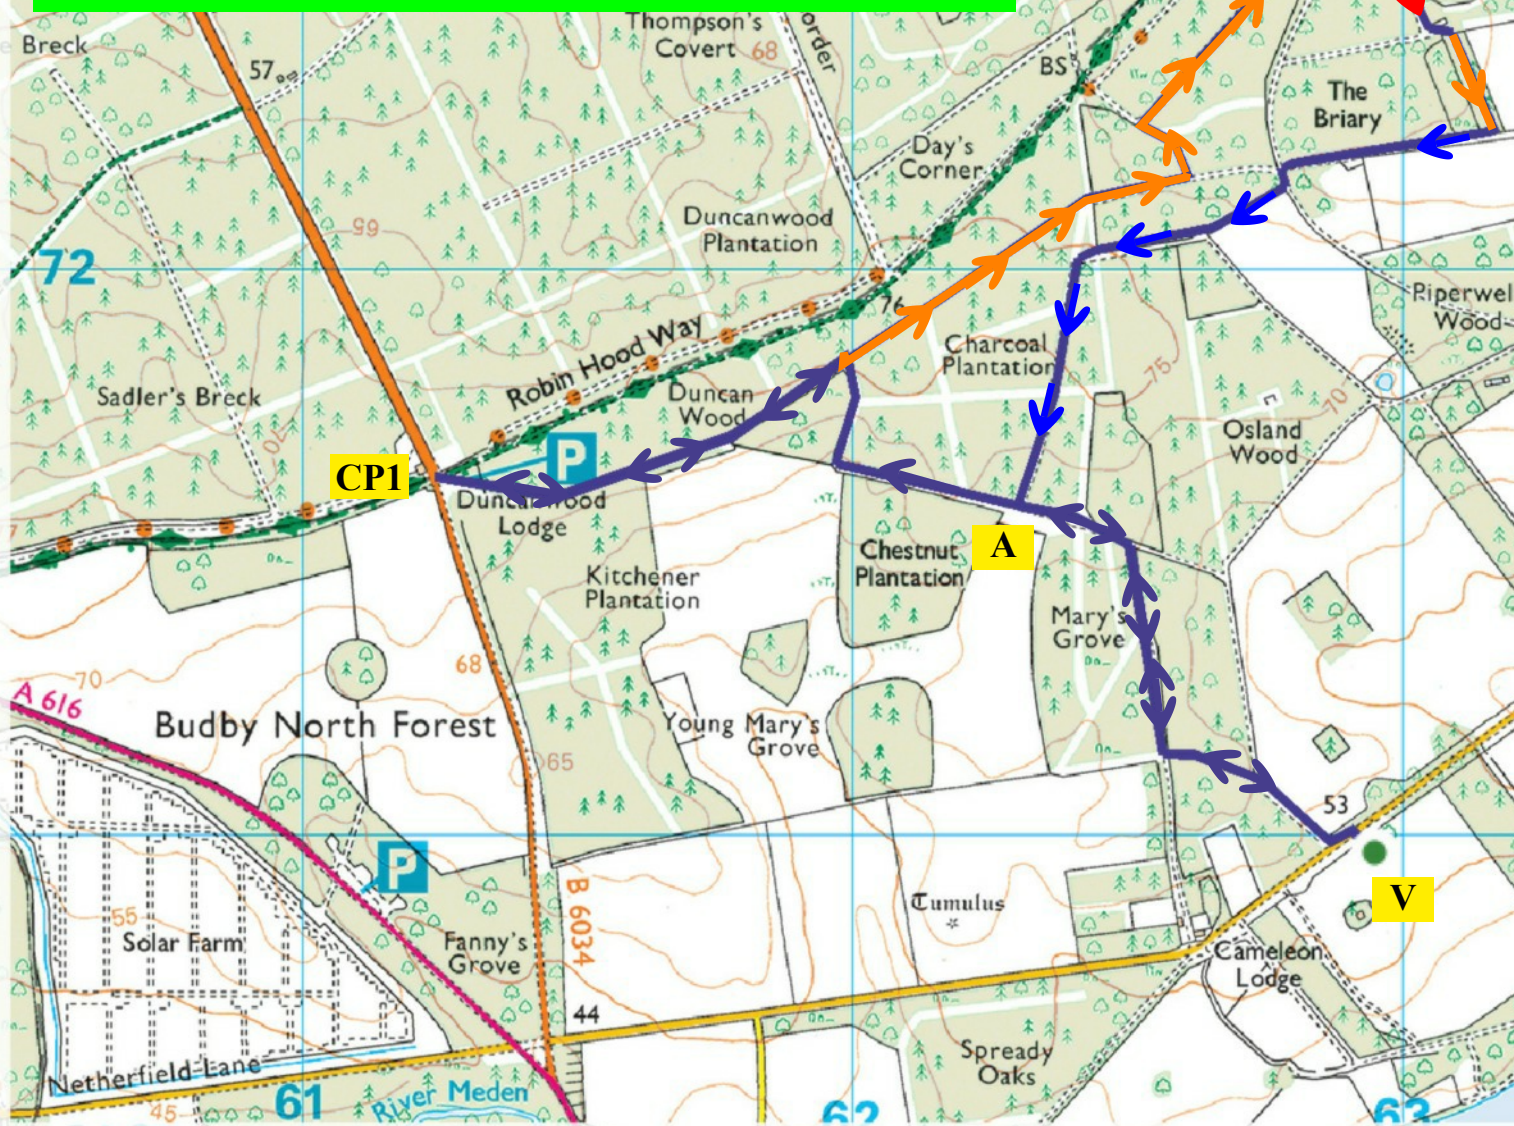 Thompson's
Covert
68
order
Breck
57
BS
The
Briary
Day's
Corner
65
Duncanwood
Plantation
72
76
Piperwel
Wood
Robin Hood Way
Charcoal
Plantation
75
Sadler's Breck
Duncan
Wood
70
70
Osland
Wood
CP1
P
Duncanwood
Lodge
A
Chestnut
Plantation
Kitchener
Plantation
Mary's
Grove
68
70
A 616
Budby North Forest
Young Mary's
Grove
65
53
P
B 6034
V
Tumulus
55
Solar Farm
Fanny's
Grove
Cameleon
Lodge
44
Spready
Oaks
Netherfield Lane
61
River Meden
62
63
45